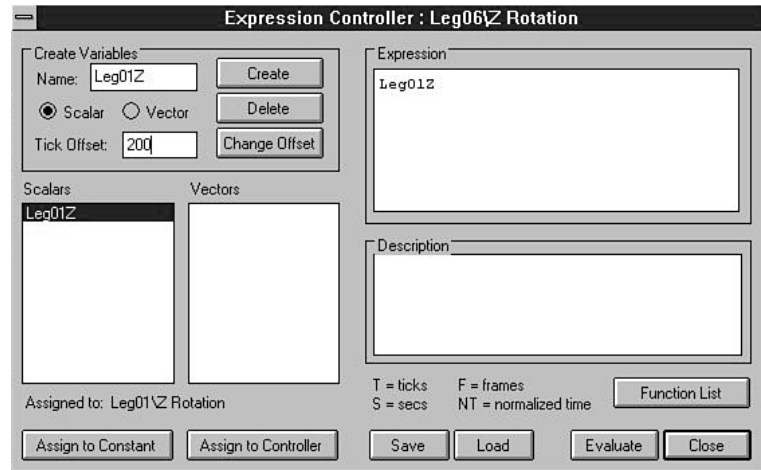 Expression Controller : Leg06\Z Rotation
Create Variables
Name: Leg01Z
Create
Scalar Vector
Delete
Tick Offset: 200
Change Offset
Scalars
Leg01Z
Vectors
Assigned to: Leg01\Z Rotation
Assign to Constant
Assign to Controller
Expression
Leg01Z
Description
T = ticks F = frames
S = secs NT = normalized time
Function List
Save
Load
Evaluate
Close